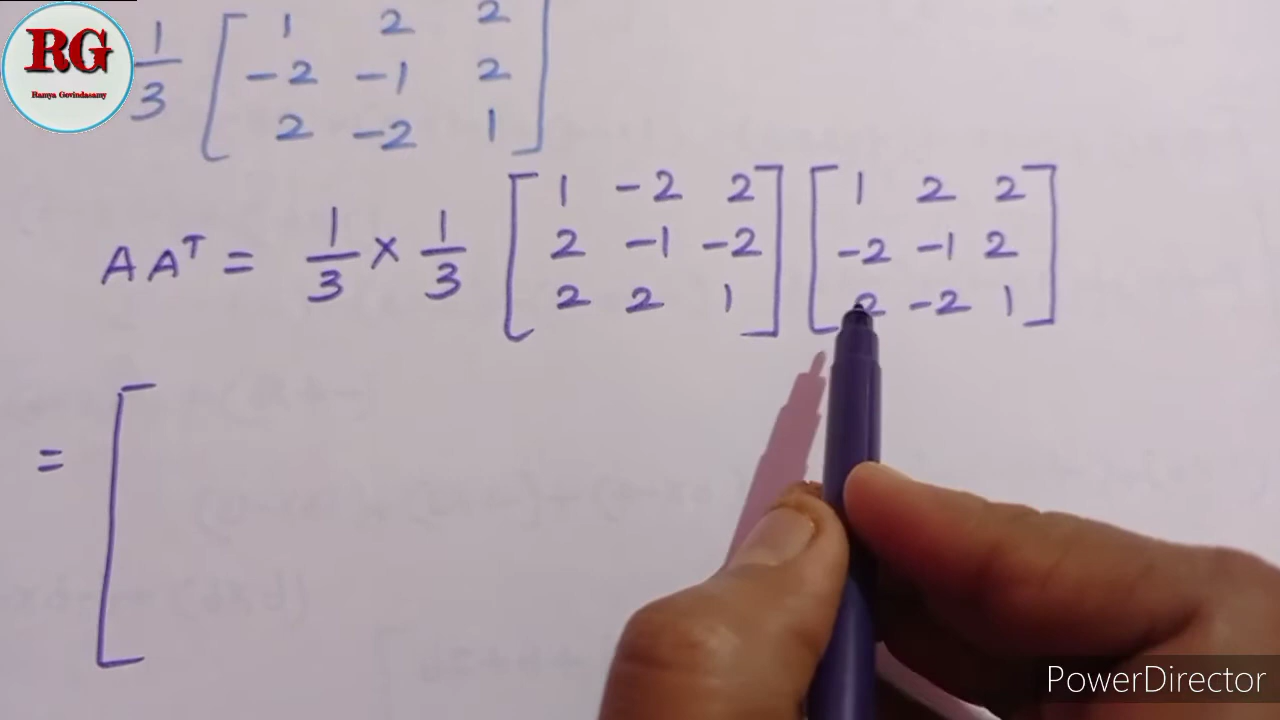 RG
Ramya Govindasamy
1/3 [ 1 2 2
-2 -1 2
2 -2 1 ]
AAᵀ = 1/3 × 1/3 [ 1 -2 2 ] [ 1 2 2 ]
[ 2 -1 -2 ] [ -2 -1 2 ]
[ 2 2 1 ] [ 2 -2 1 ]
= [
PowerDirector